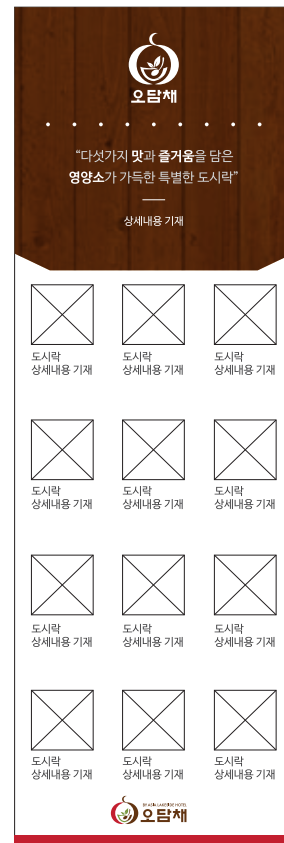 오담채
“다섯가지 맛과 즐거움을 담은
영양소가 가득한 특별한 도시락”
상세내용 기재
도시락 도시락 도시락
상세내용 기재 상세내용 기재 상세내용 기재
도시락 도시락 도시락
상세내용 기재 상세내용 기재 상세내용 기재
도시락 도시락 도시락
상세내용 기재 상세내용 기재 상세내용 기재
도시락 도시락 도시락
상세내용 기재 상세내용 기재 상세내용 기재
LAKESIDE HOTEL
오담채